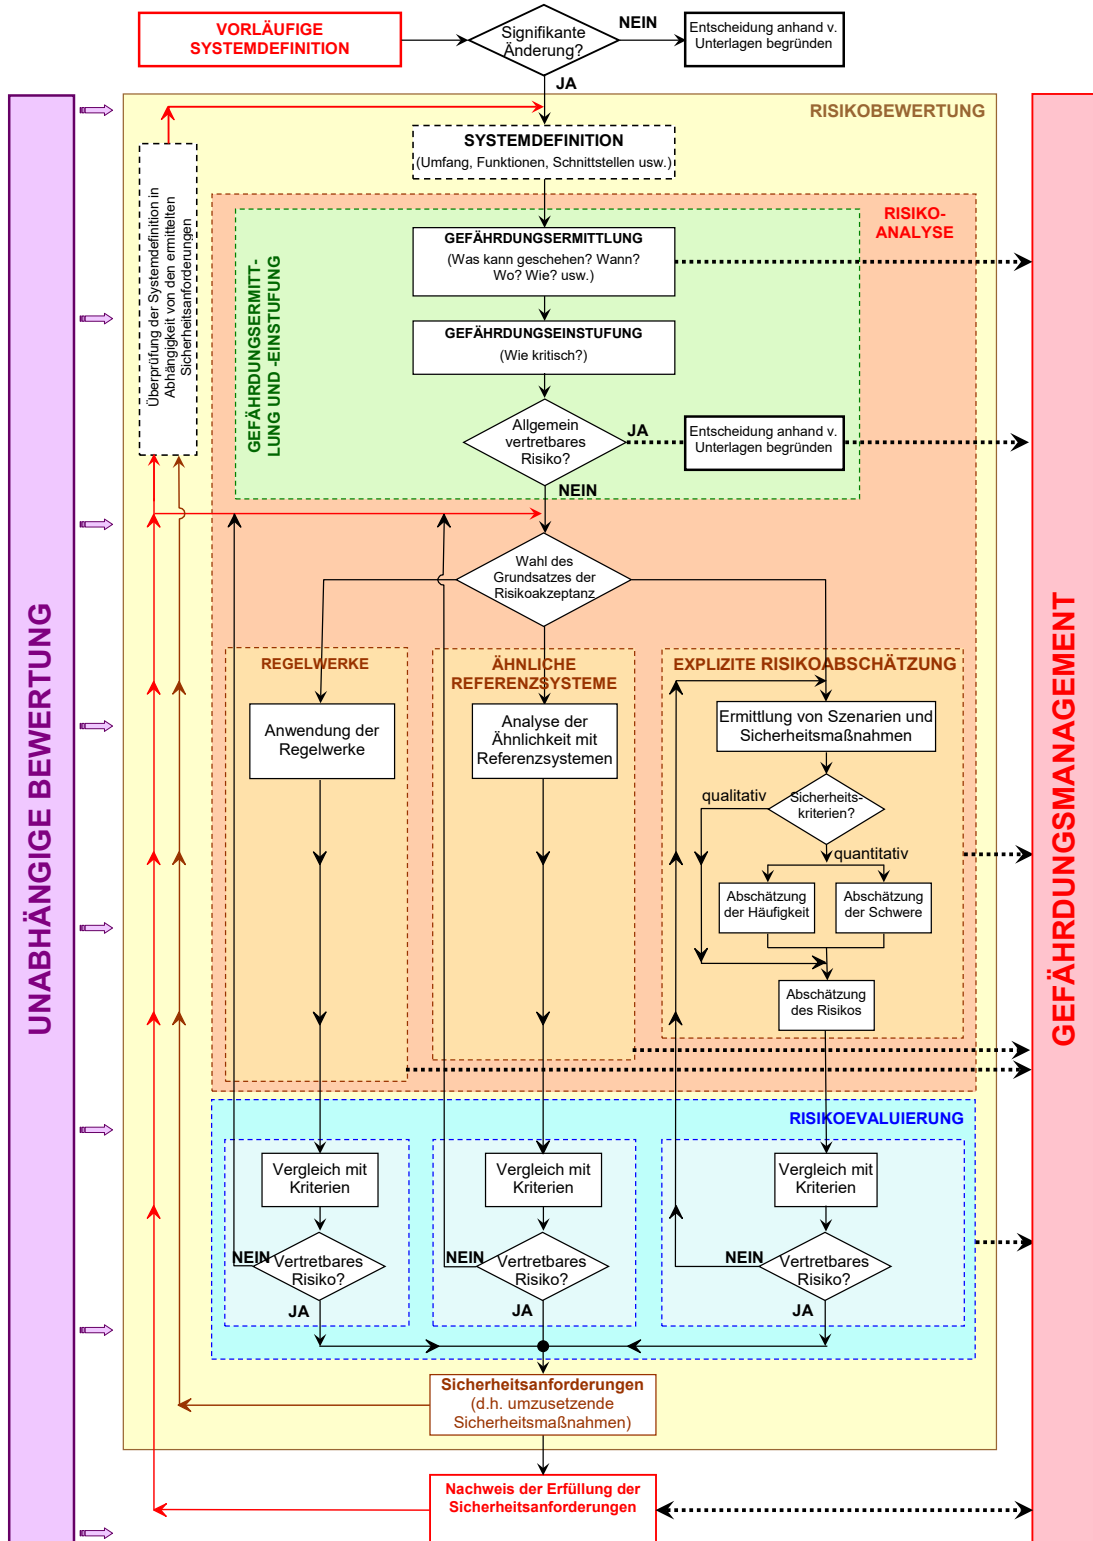 VORLÄUFIGE
SYSTEMDEFINITION
Signifikante
Änderung?
NEIN
Entscheidung anhand v.
Unterlagen begründen
JA
RISIKOBEWERTUNG
SYSTEMDEFINITION
(Umfang, Funktionen, Schnittstellen usw.)
Überprüfung der Systemdefinition in
Abhängigkeit von den ermittelten
Sicherheitsanforderungen
RISIKO-
ANALYSE
GEFÄHRDUNGSERMITT-
LUNG UND -EINSTUFUNG
GEFÄHRDUNGSERMITTLUNG
(Was kann geschehen? Wann?
Wo? Wie? usw.)
GEFÄHRDUNGSEINSTUFUNG
(Wie kritisch?)
Allgemein
vertretbares
Risiko?
JA
Entscheidung anhand v.
Unterlagen begründen
NEIN
Wahl des
Grundsatzes der
Risikoakzeptanz
UNABHÄNGIGE BEWERTUNG
GEFÄHRDUNGSMANAGEMENT
REGELWERKE
Anwendung der
Regelwerke
ÄHNLICHE
REFERENZSYSTEME
Analyse der
Ähnlichkeit mit
Referenzsystemen
EXPLIZITE RISIKOABSCHÄTZUNG
Ermittlung von Szenarien und
Sicherheitsmaßnahmen
qualitativ
Sicherheits-
kriterien?
quantitativ
Abschätzung
der Häufigkeit
Abschätzung
der Schwere
Abschätzung
des Risikos
RISIKOEVALUIERUNG
Vergleich mit
Kriterien
NEIN
Vertretbares
Risiko?
JA
Vergleich mit
Kriterien
NEIN
Vertretbares
Risiko?
JA
Vergleich mit
Kriterien
NEIN
Vertretbares
Risiko?
JA
Sicherheitsanforderungen
(d.h. umzusetzende
Sicherheitsmaßnahmen)
Nachweis der Erfüllung der
Sicherheitsanforderungen